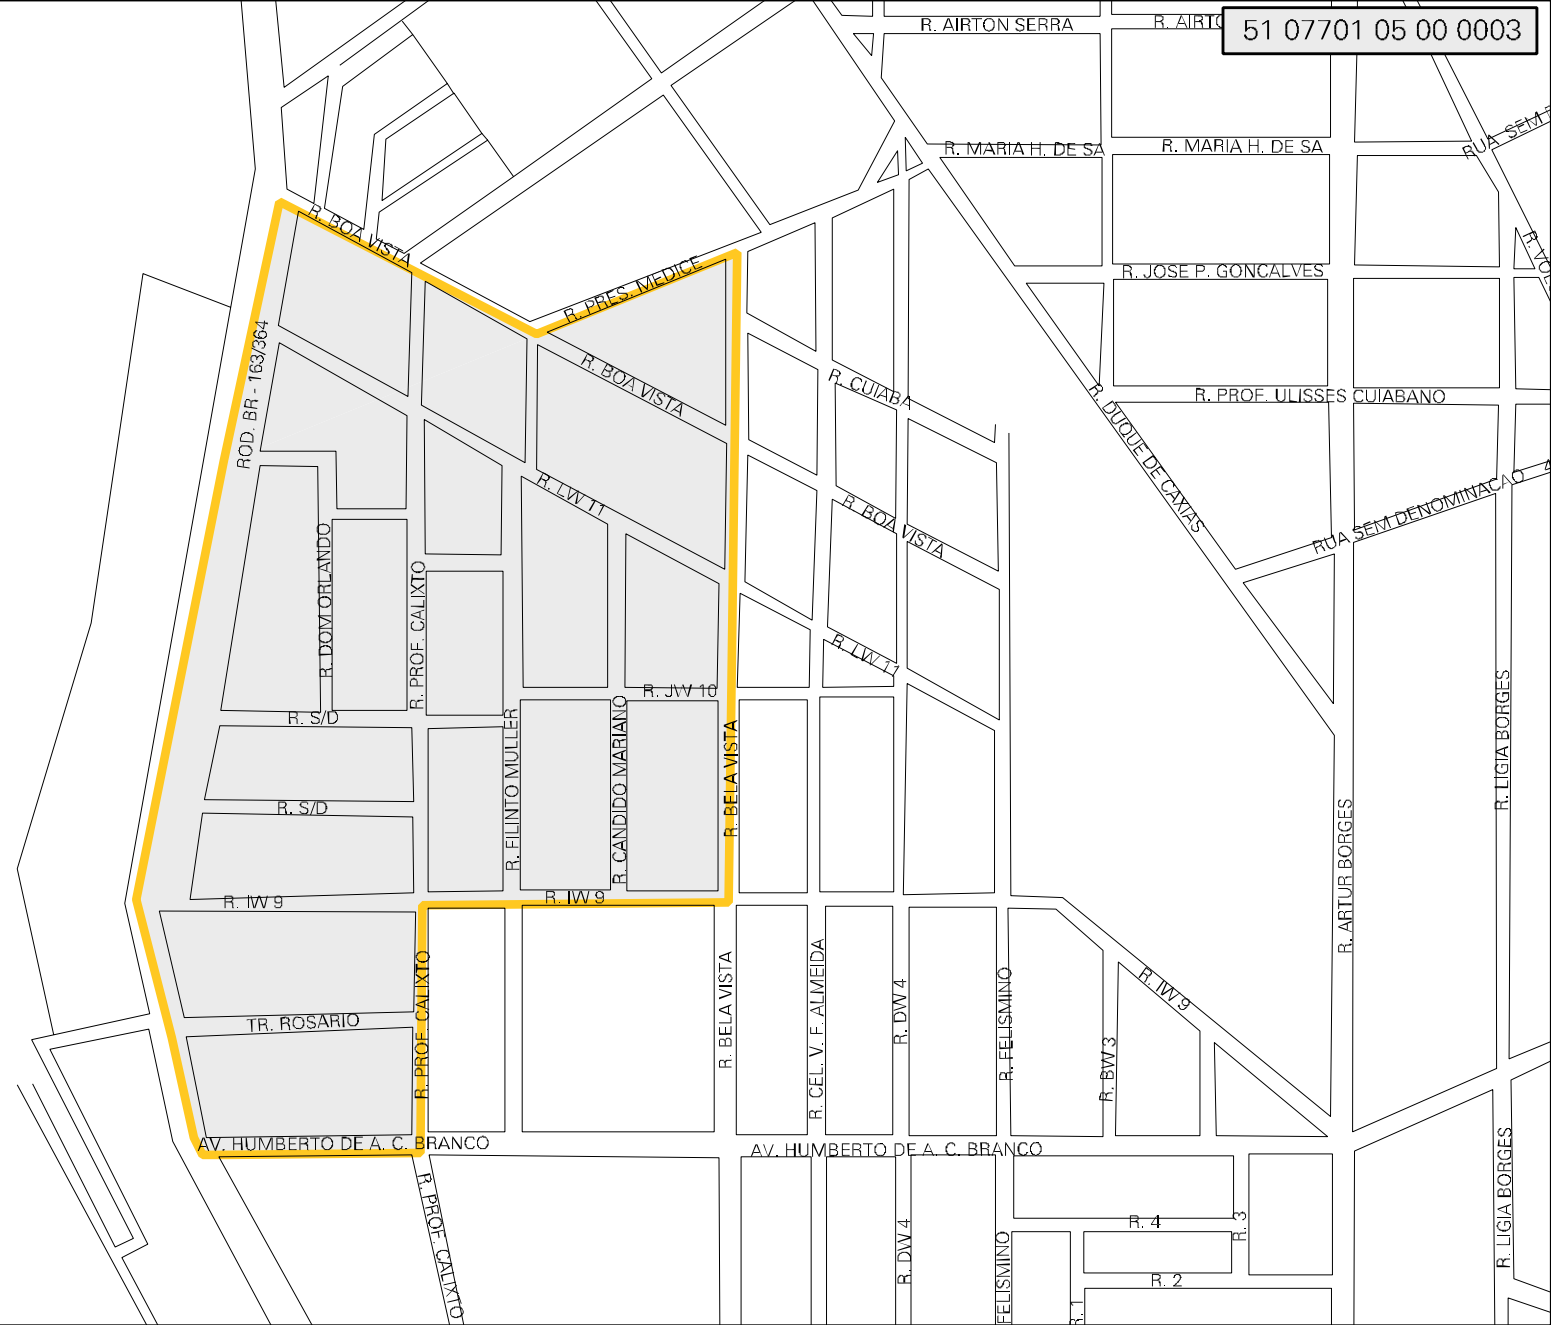 R. AIRTON SERRA
51 07701 05 00 0003
R. MARIA H. DE SA
R. MARIA H. DE SA
RUA SEM
R. BOA VISTA
R. PRES. MEDICE
R. JOSE P. GONCALVES
ROD. BR - 163/364
R. BOA VISTA
R. CUIABA
R. PROF. ULISSES CUIABANO
R. DUQUE DE CAXIAS
R. LW 11
R. BOA VISTA
RUA SEM DENOMINACAO
R. DOM ORLANDO
R. PROF. CALIXTO
R. LW 11
R. JW 10
R. S/D
R. FILINTO MULLER
R. CANDIDO MARIANO
R. BELA VISTA
R. LIGIA BORGES
R. S/D
R. ARTUR BORGES
R. IW 9
R. IW 9
R. PROF. CALIXTO
R. BELA VISTA
R. CEL. V. F. ALMEIDA
R. DW 4
R. FELISMINO
R. IW 9
R. BW 3
TR. ROSARIO
AV. HUMBERTO DE A. C. BRANCO
AV. HUMBERTO DE A. C. BRANCO
R. PROF. CALIXTO
R. DW 4
FELISMINO
R. 4
R. 3
R. LIGIA BORGES
R. 2
R. 1